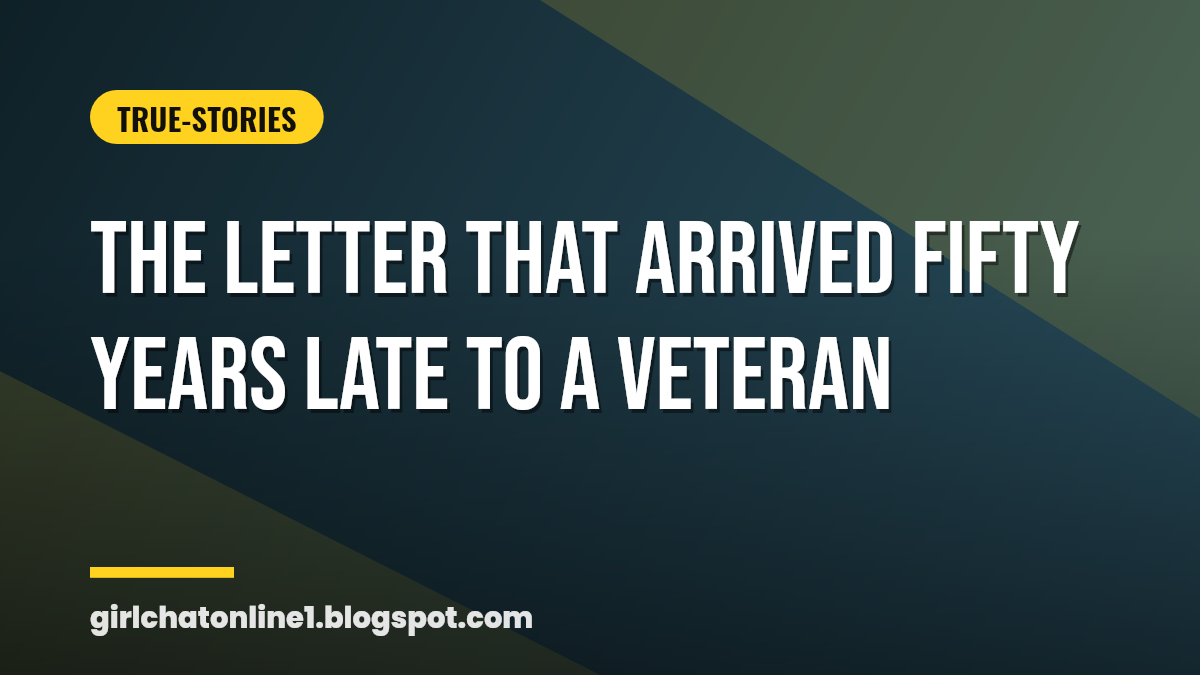 TRUE-STORIES
THE LETTER THAT ARRIVED FIFTY
YEARS LATE TO A VETERAN
girlchatonline1.blogspot.com